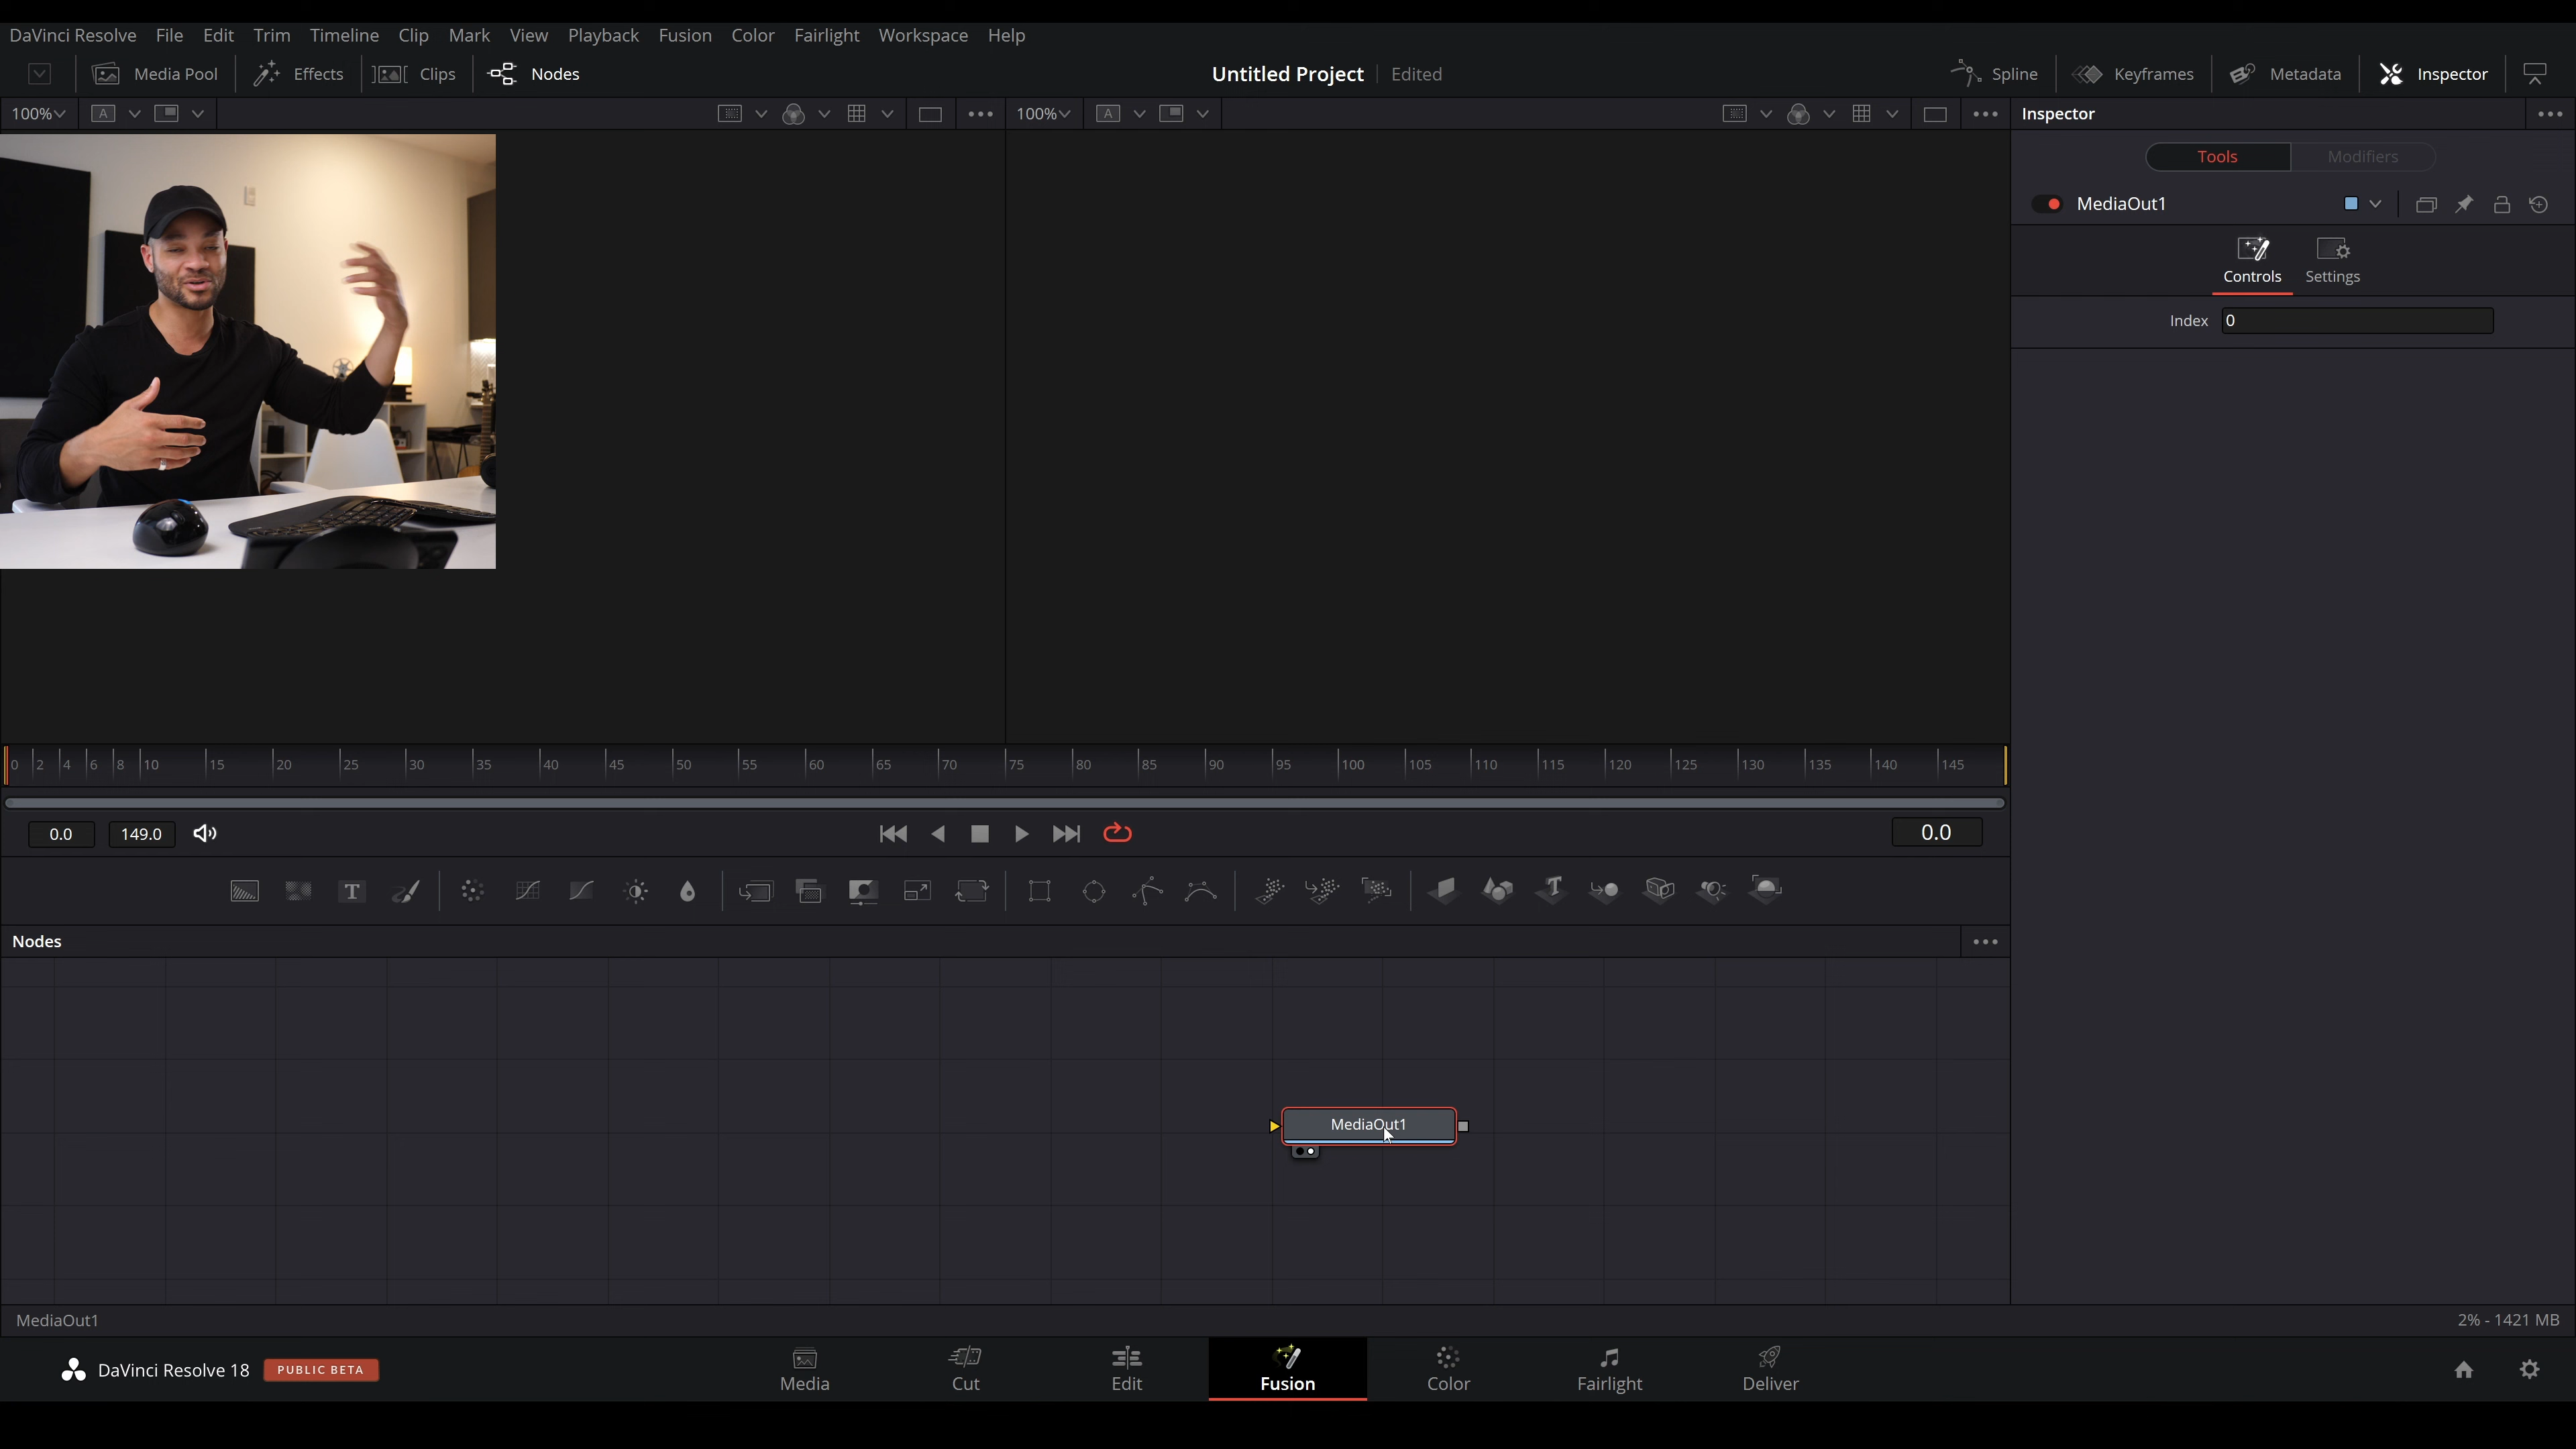 DaVinci Resolve File Edit Trim Timeline Clip Mark View Playback Fusion Color Fairlight Workspace Help
Media Pool Effects Clips Nodes Untitled Project Edited Spline Keyframes Metadata Inspector
100% A 100% A Inspector
Tools Modifiers
MediaOut1
Controls Settings
Index 0
0 2 4 6 8 10 15 20 25 30 35 40 45 50 55 60 65 70 75 80 85 90 95 100 105 110 115 120 125 130 135 140 145
0.0 149.0 0.0
T T
Nodes
MediaOut1
MediaOut1 2% - 1421 MB
DaVinci Resolve 18 PUBLIC BETA Media Cut Edit Fusion Color Fairlight Deliver